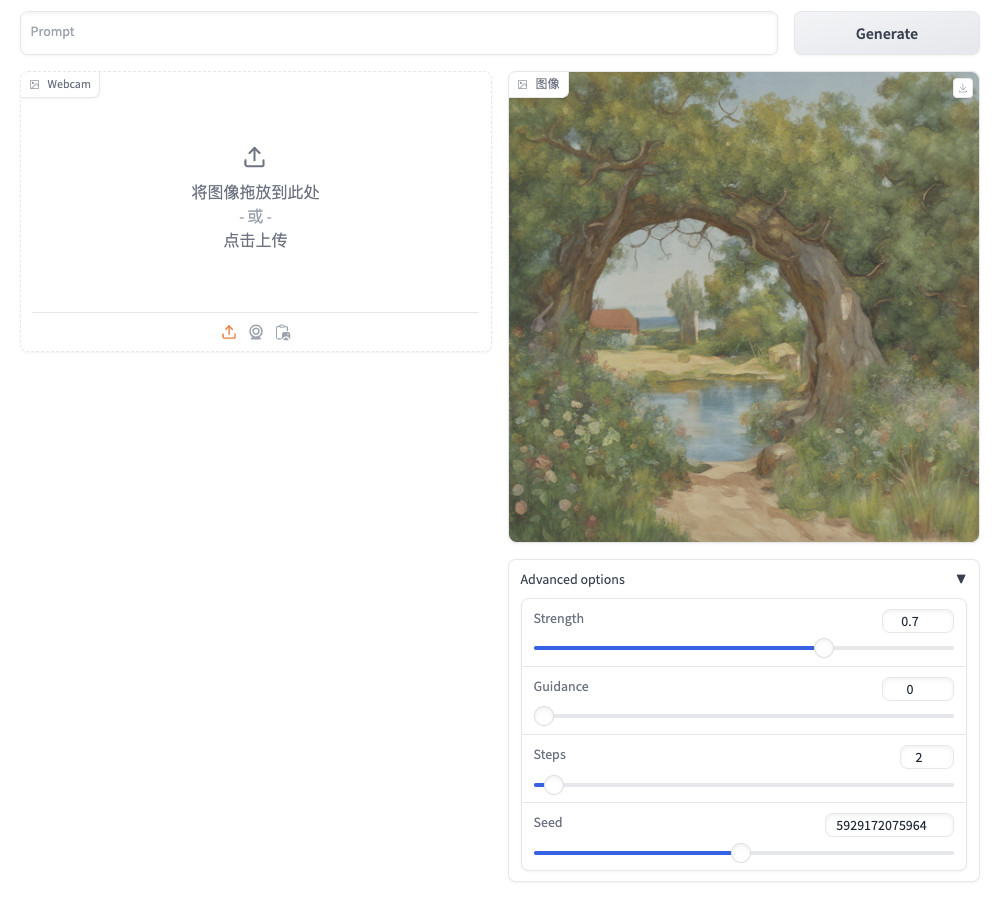 Prompt
Generate
Webcam
将图像拖放到此处
- 或 -
点击上传
图像
Advanced options
▼
Strength
0.7
Guidance
0
Steps
2
Seed
5929172075964